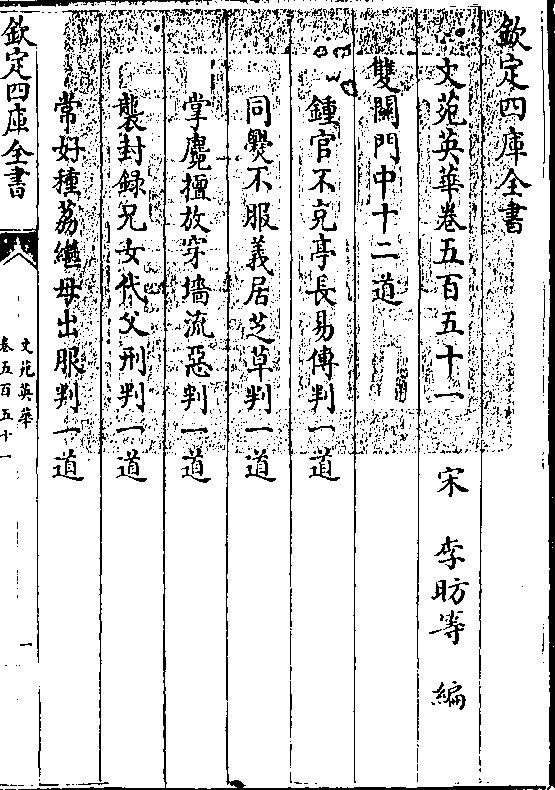 欽定四庫全書
文苑英華卷五百五十一
宋 李昉等 編
雙關門中十二道
鍾官不克亭長易傳判一道
同㸑不服義居芝草判一道
掌麑擅放穿墻流惡判一道
襲封録兄女代父刑判一道
常好種荔繼母出服判一道
欽定四庫全書
文苑英華
卷五百五十一
一